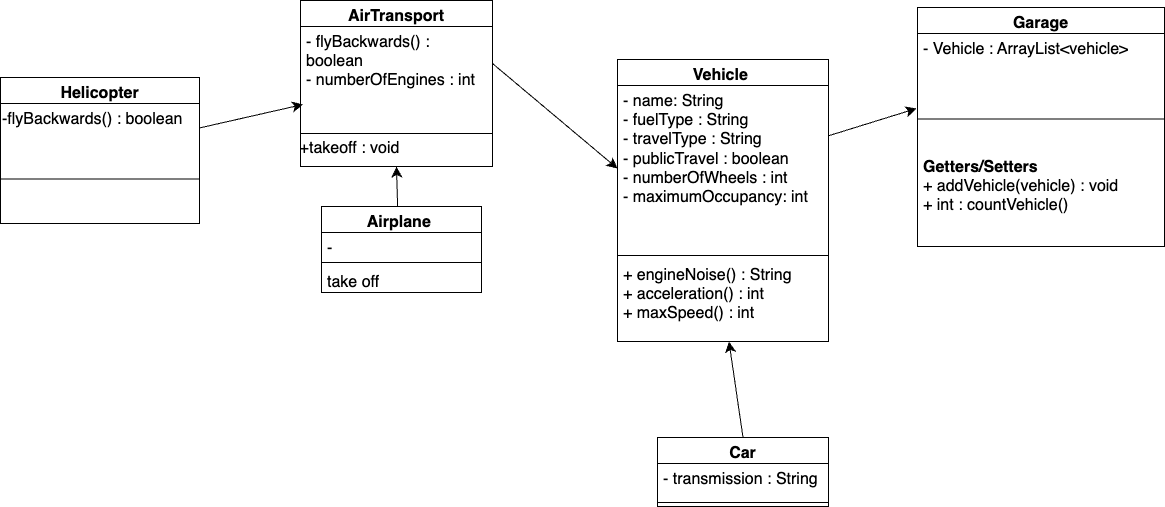 AirTransport
- flyBackwards() :
boolean
- numberOfEngines : int
+takeoff : void
Helicopter
-flyBackwards() : boolean
Airplane
-
take off
Vehicle
- name: String
- fuelType : String
- travelType : String
- publicTravel : boolean
- numberOfWheels : int
- maximumOccupancy: int
+ engineNoise() : String
+ acceleration() : int
+ maxSpeed() : int
Garage
- Vehicle : ArrayList<vehicle>
Getters/Setters
+ addVehicle(vehicle) : void
+ int : countVehicle()
Car
- transmission : String